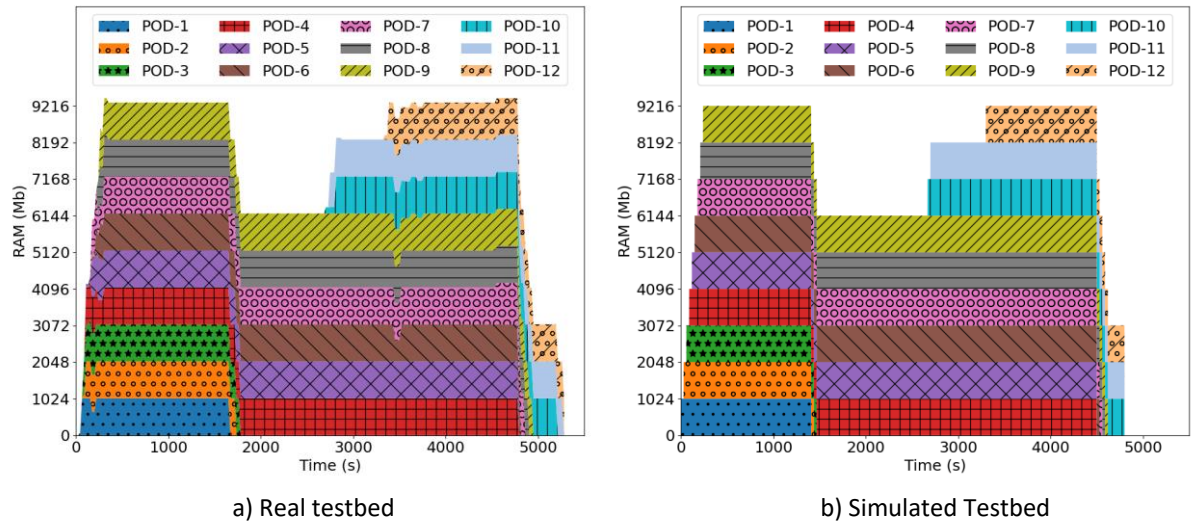 POD-1 POD-4 POD-7 POD-10
POD-2 POD-5 POD-8 POD-11
POD-3 POD-6 POD-9 POD-12
9216
8192
7168
6144
5120
4096
3072
2048
1024
0
RAM (Mb)
0 1000 2000 3000 4000 5000
Time (s)
a) Real testbed
POD-1 POD-4 POD-7 POD-10
POD-2 POD-5 POD-8 POD-11
POD-3 POD-6 POD-9 POD-12
9216
8192
7168
6144
5120
4096
3072
2048
1024
0
RAM (Mb)
0 1000 2000 3000 4000 5000
Time (s)
b) Simulated Testbed